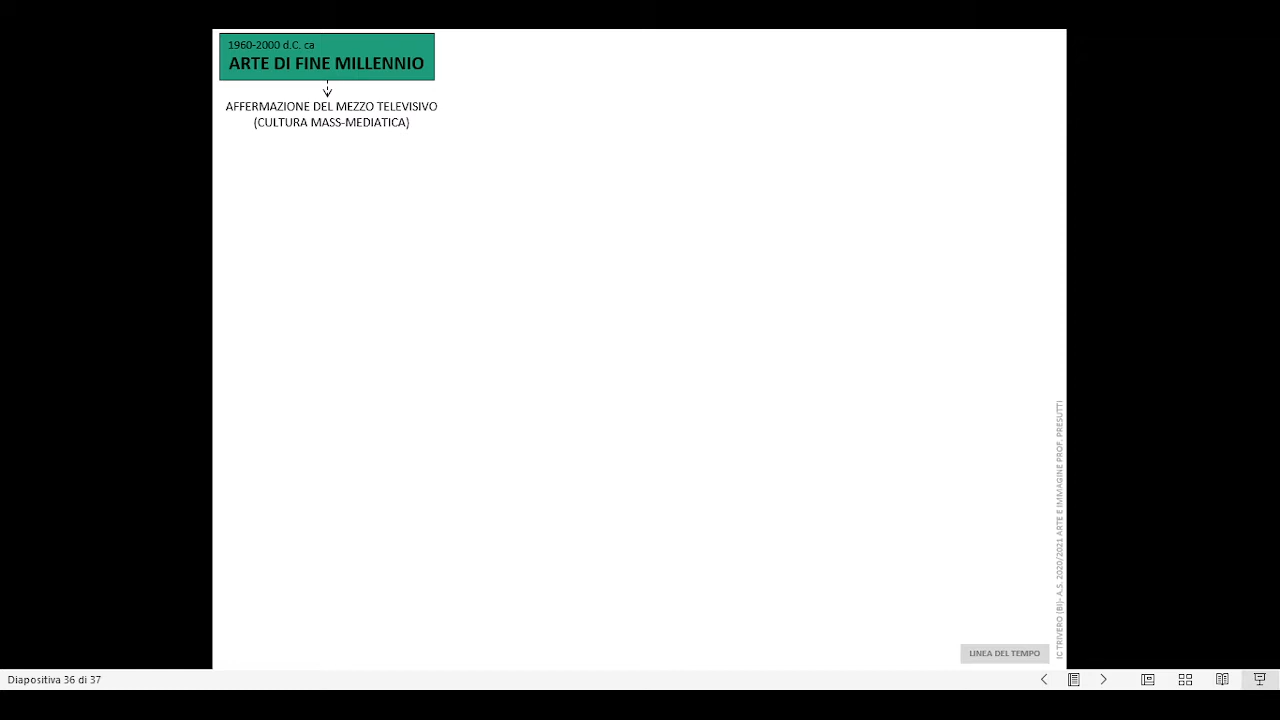 1960-2000 d.C. ca
ARTE DI FINE MILLENNIO
AFFERMAZIONE DEL MEZZO TELEVISIVO
(CULTURA MASS-MEDIATICA)
IC TRIVERO (BI)- A.S. 2020/2021 ARTE E IMMAGINE PROF. PRESUTTI
LINEA DEL TEMPO
Diapositiva 36 di 37